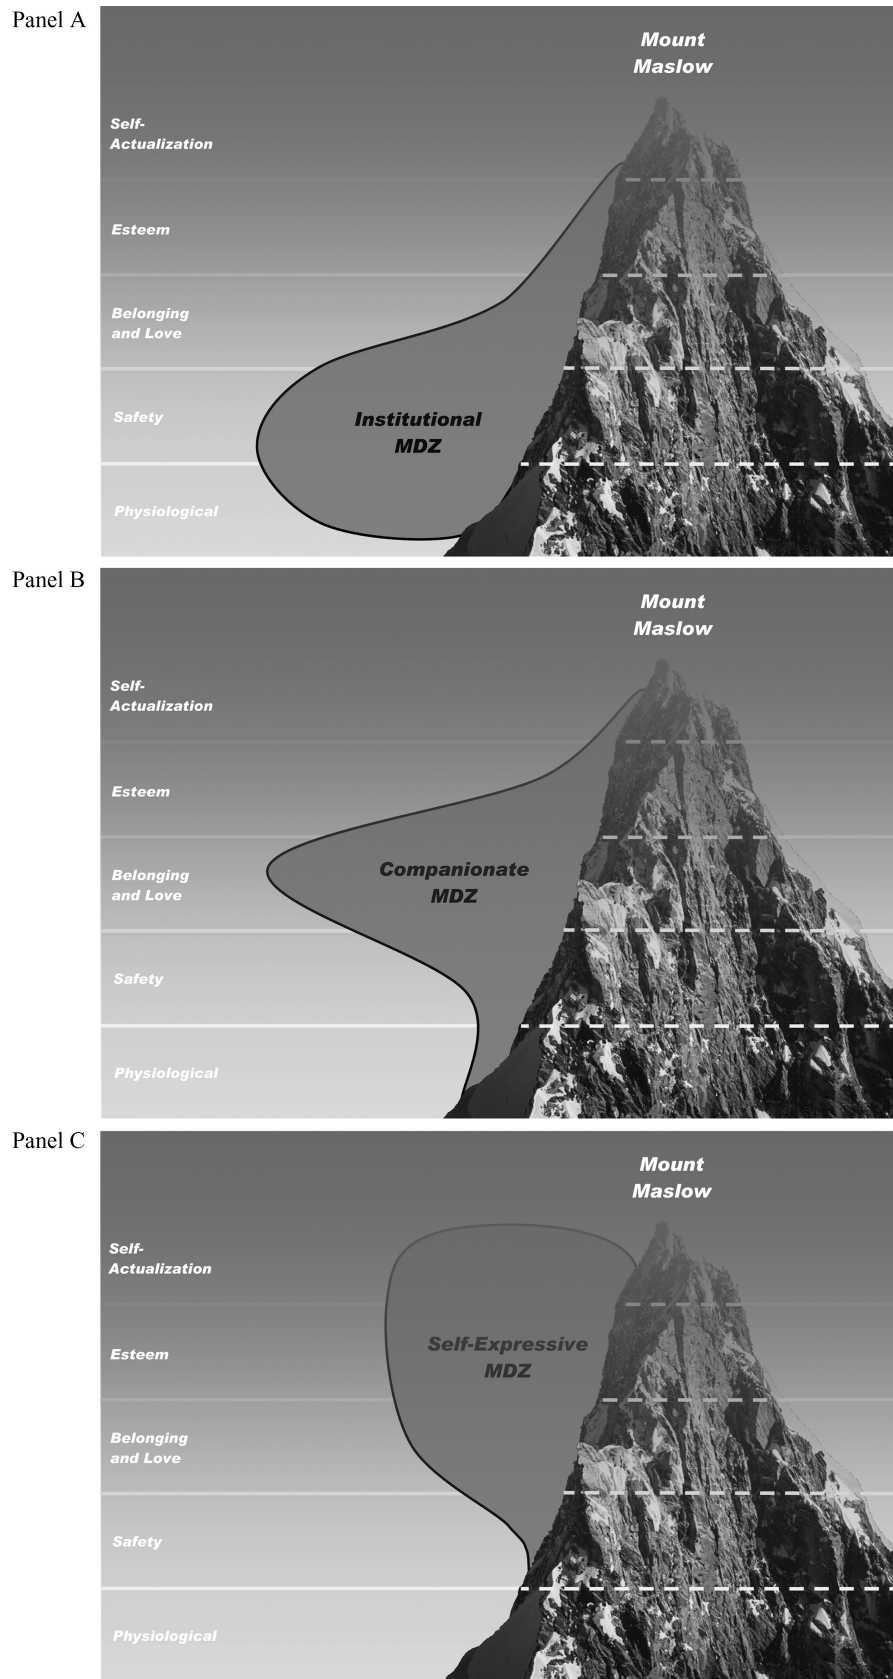 Panel A
Mount
Maslow
Self-
Actualization
Esteem
Belonging
and Love
Safety
Institutional
MDZ
Physiological
Panel B
Mount
Maslow
Self-
Actualization
Esteem
Belonging
and Love
Companionate
MDZ
Safety
Physiological
Panel C
Mount
Maslow
Self-
Actualization
Esteem
Self-Expressive
MDZ
Belonging
and Love
Safety
Physiological